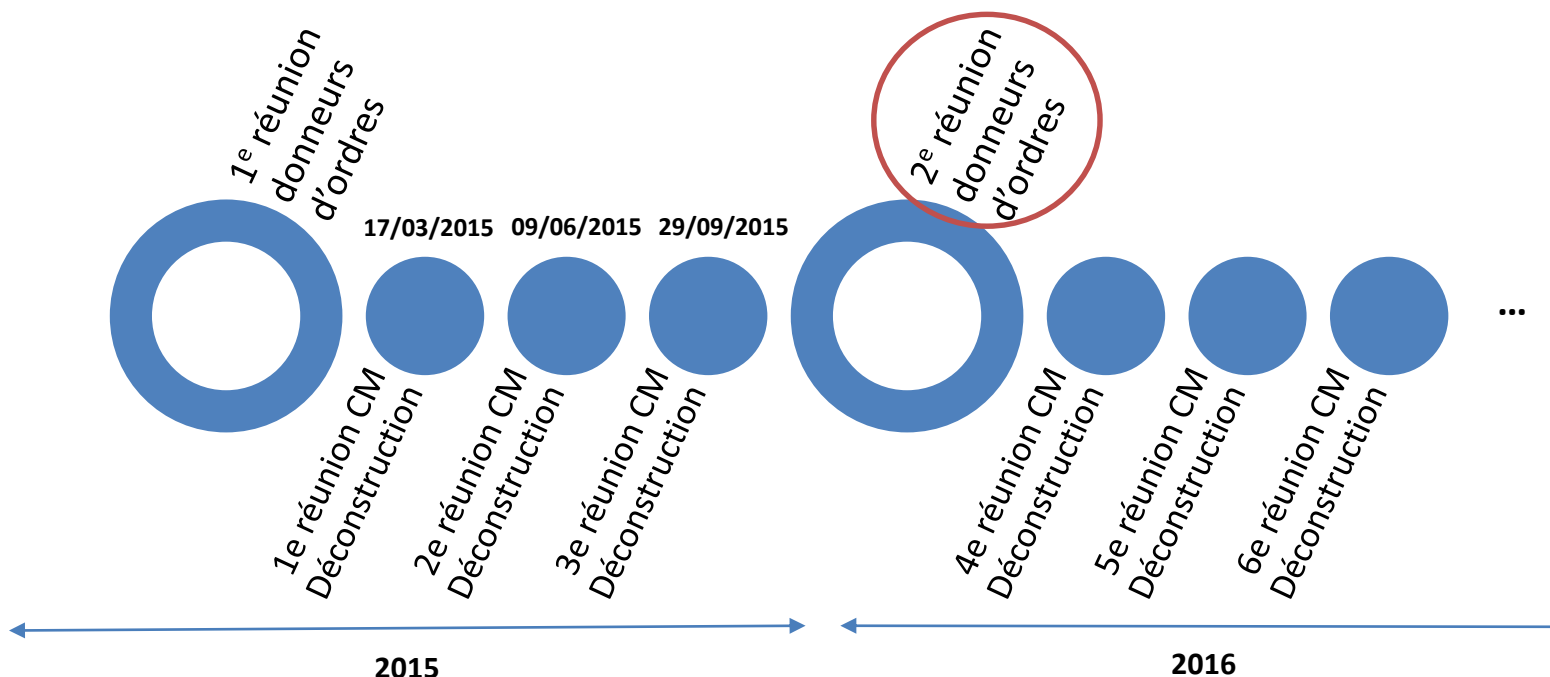 1e réunion
donneurs
d'ordres
17/03/2015
09/06/2015
29/09/2015
2e réunion
donneurs
d'ordres
1e réunion CM
Déconstruction
2e réunion CM
Déconstruction
3e réunion CM
Déconstruction
4e réunion CM
Déconstruction
5e réunion CM
Déconstruction
6e réunion CM
Déconstruction
...
2015
2016